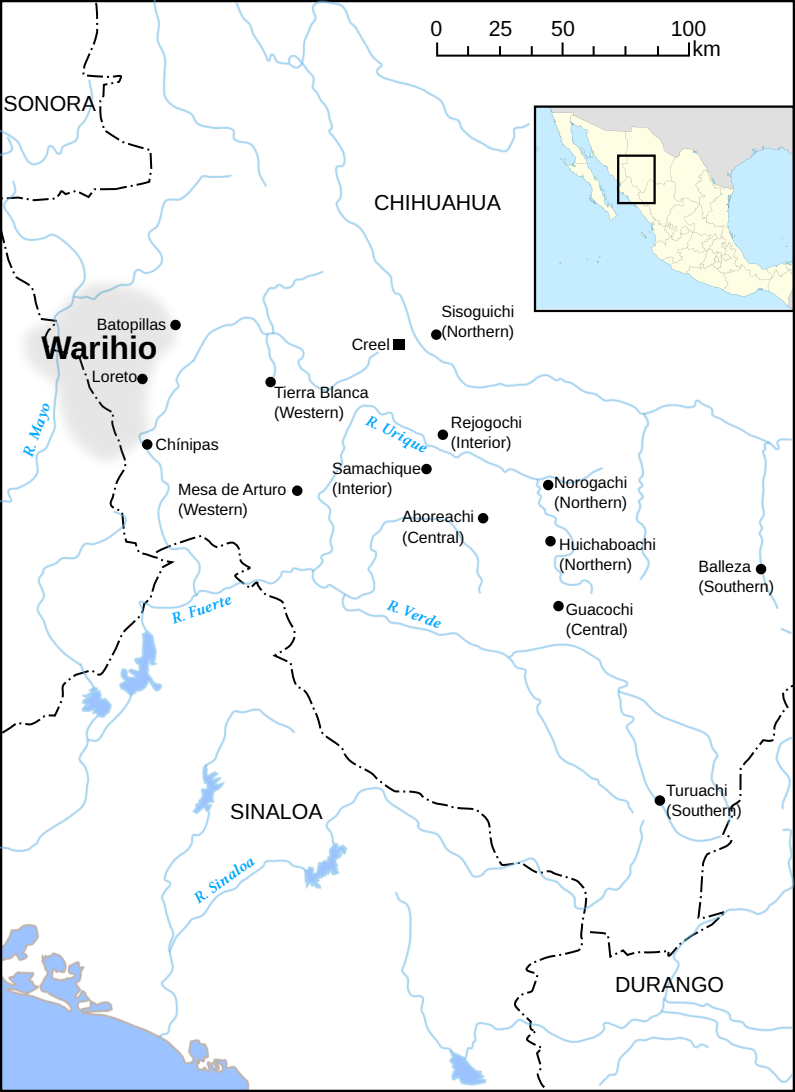 0 25 50 100
km
SONORA
CHIHUAHUA
Sisoguichi
(Northern)
Batopillas
Creel
Warihio
Loreto
Tierra Blanca
(Western)
R. Mayo
R. Urique
Rejogochi
(Interior)
Chínipas
Samachique
(Interior)
Mesa de Arturo
(Western)
Norogachi
(Northern)
Aboreachi
(Central)
Huichaboachi
(Northern)
Balleza
(Southern)
R. Fuerte
R. Verde
Guacochi
(Central)
Turuachi
(Southern)
SINALOA
R. Sinaloa
DURANGO